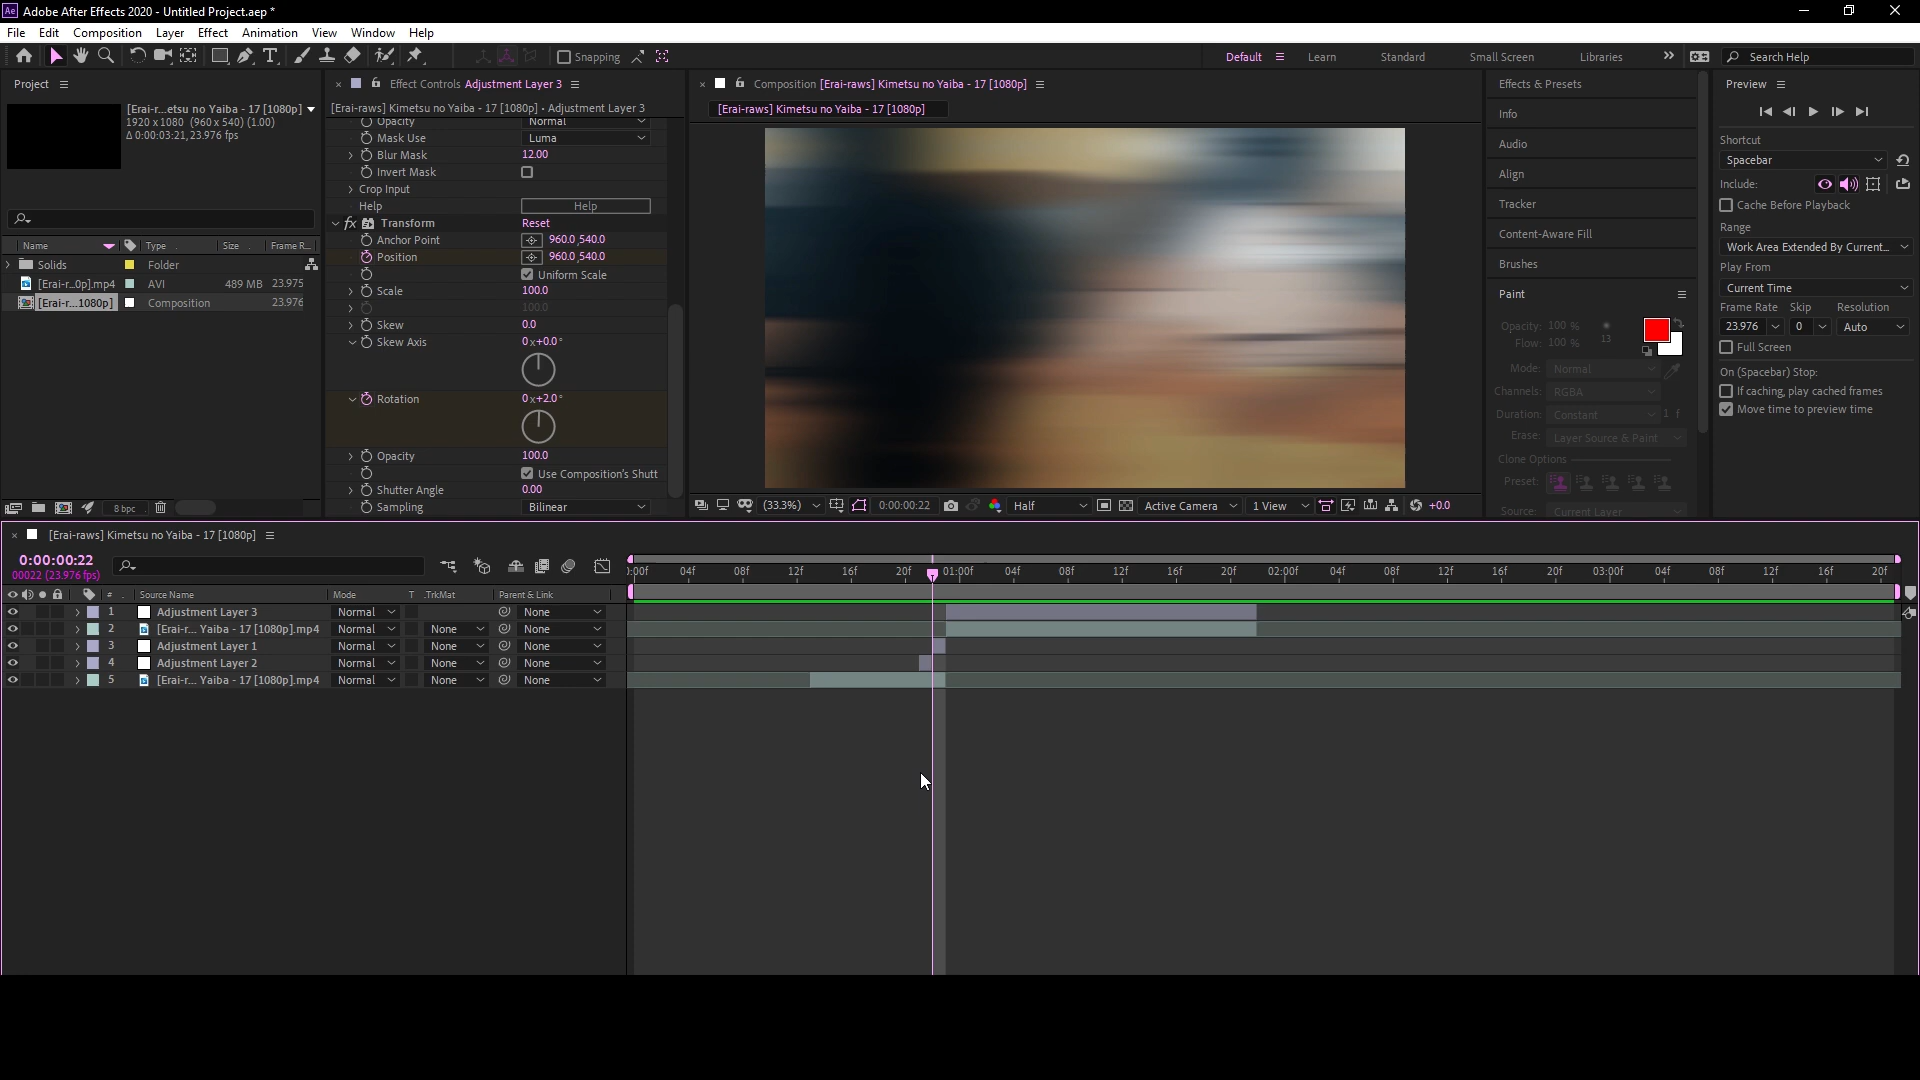 Adobe After Effects 2020 - Untitled Project.aep *
File Edit Composition Layer Effect Animation View Window Help
Snapping
Default Learn Standard Small Screen Libraries Search Help
Project
[Erai-r...etsu no Yaiba - 17 [1080p]
1920 x 1080 (960 x 540) (1.00)
Δ 0:00:03:21, 23.976 fps
Name Type Size Frame R...
Solids Folder
[Erai-r...0p].mp4 AVI 489 MB 23.975
[Erai-r...1080p] Composition 23.976
8 bpc
Effect Controls Adjustment Layer 3
[Erai-raws] Kimetsu no Yaiba - 17 [1080p] • Adjustment Layer 3
Opacity Normal
Mask Use Luma
Blur Mask 12.00
Invert Mask
Crop Input
Help Help
fx Transform Reset
Anchor Point 960.0,540.0
Position 960.0,540.0
Uniform Scale
Scale 100.0
100.0
Skew 0.0
Skew Axis 0x+0.0°
Rotation 0x+2.0°
Opacity 100.0
Use Composition's Shutt
Shutter Angle 0.00
Sampling Bilinear
Composition [Erai-raws] Kimetsu no Yaiba - 17 [1080p]
[Erai-raws] Kimetsu no Yaiba - 17 [1080p]
(33.3%) 0:00:00:22 Half Active Camera 1 View +0.0
Effects & Presets
Info
Audio
Align
Tracker
Content-Aware Fill
Brushes
Paint
Opacity: 100 %
Flow: 100 % 13
Mode: Normal
Channels: RGBA
Duration: Constant 1 f
Erase: Layer Source & Paint
Clone Options
Preset:
Source: Current Layer
Preview
Shortcut
Spacebar
Include:
Cache Before Playback
Range
Work Area Extended By Current...
Play From
Current Time
Frame Rate Skip Resolution
23.976 0 Auto
Full Screen
On (Spacebar) Stop:
If caching, play cached frames
Move time to preview time
[Erai-raws] Kimetsu no Yaiba - 17 [1080p]
0:00:00:22
00022 (23.976 fps)
):00f 04f 08f 12f 16f 20f 01:00f 04f 08f 12f 16f 20f 02:00f 04f 08f 12f 16f 20f 03:00f 04f 08f 12f 16f 20f
# Source Name Mode T .TrkMat Parent & Link
1 Adjustment Layer 3 Normal None
2 [Erai-r... Yaiba - 17 [1080p].mp4 Normal None None
3 Adjustment Layer 1 Normal None None
4 Adjustment Layer 2 Normal None None
5 [Erai-r... Yaiba - 17 [1080p].mp4 Normal None None